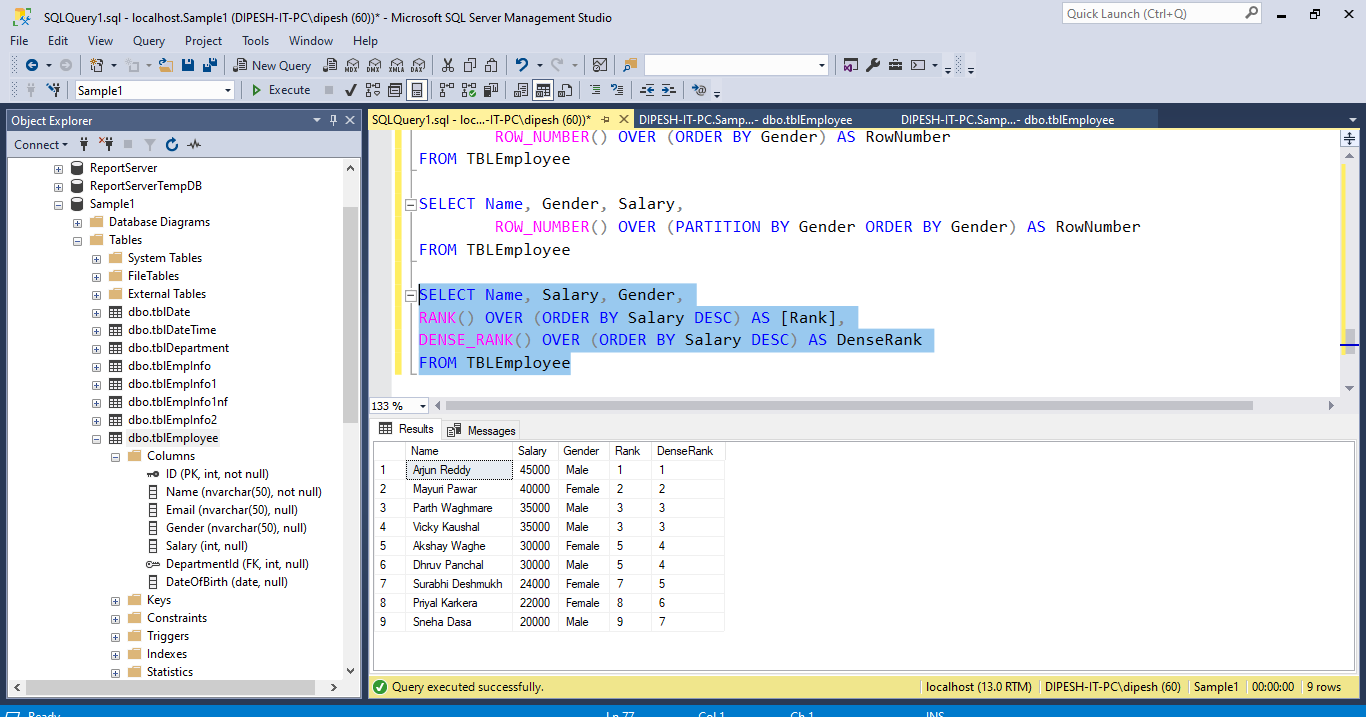 SQLQuery1.sql - localhost.Sample1 (DIPESH-IT-PC\dipesh (60))* - Microsoft SQL Server Management Studio
Quick Launch (Ctrl+Q)
File Edit View Query Project Tools Window Help
New Query MDX DMX XMLA DAX
Sample1 Execute
Object Explorer
Connect
ReportServer
ReportServerTempDB
Sample1
Database Diagrams
Tables
System Tables
FileTables
External Tables
dbo.tblDate
dbo.tblDateTime
dbo.tblDepartment
dbo.tblEmpInfo
dbo.tblEmpInfo1
dbo.tblEmpInfo1nf
dbo.tblEmpInfo2
dbo.tblEmployee
Columns
ID (PK, int, not null)
Name (nvarchar(50), not null)
Email (nvarchar(50), null)
Gender (nvarchar(50), null)
Salary (int, null)
DepartmentId (FK, int, null)
DateOfBirth (date, null)
Keys
Constraints
Triggers
Indexes
Statistics
SQLQuery1.sql - loc...-IT-PC\dipesh (60))* DIPESH-IT-PC.Samp...- dbo.tblEmployee DIPESH-IT-PC.Samp...- dbo.tblEmployee
ROW_NUMBER() OVER (ORDER BY Gender) AS RowNumber
FROM TBLEmployee
SELECT Name, Gender, Salary,
ROW_NUMBER() OVER (PARTITION BY Gender ORDER BY Gender) AS RowNumber
FROM TBLEmployee
SELECT Name, Salary, Gender,
RANK() OVER (ORDER BY Salary DESC) AS [Rank],
DENSE_RANK() OVER (ORDER BY Salary DESC) AS DenseRank
FROM TBLEmployee
133 %
Results Messages
Name Salary Gender Rank DenseRank
1 Arjun Reddy 45000 Male 1 1
2 Mayuri Pawar 40000 Female 2 2
3 Parth Waghmare 35000 Male 3 3
4 Vicky Kaushal 35000 Male 3 3
5 Akshay Waghe 30000 Female 5 4
6 Dhruv Panchal 30000 Male 5 4
7 Surabhi Deshmukh 24000 Female 7 5
8 Priyal Karkera 22000 Female 8 6
9 Sneha Dasa 20000 Male 9 7
Query executed successfully. localhost (13.0 RTM) DIPESH-IT-PC\dipesh (60) Sample1 00:00:00 9 rows
Ready Ln 77 Col 1 Ch 1 INS